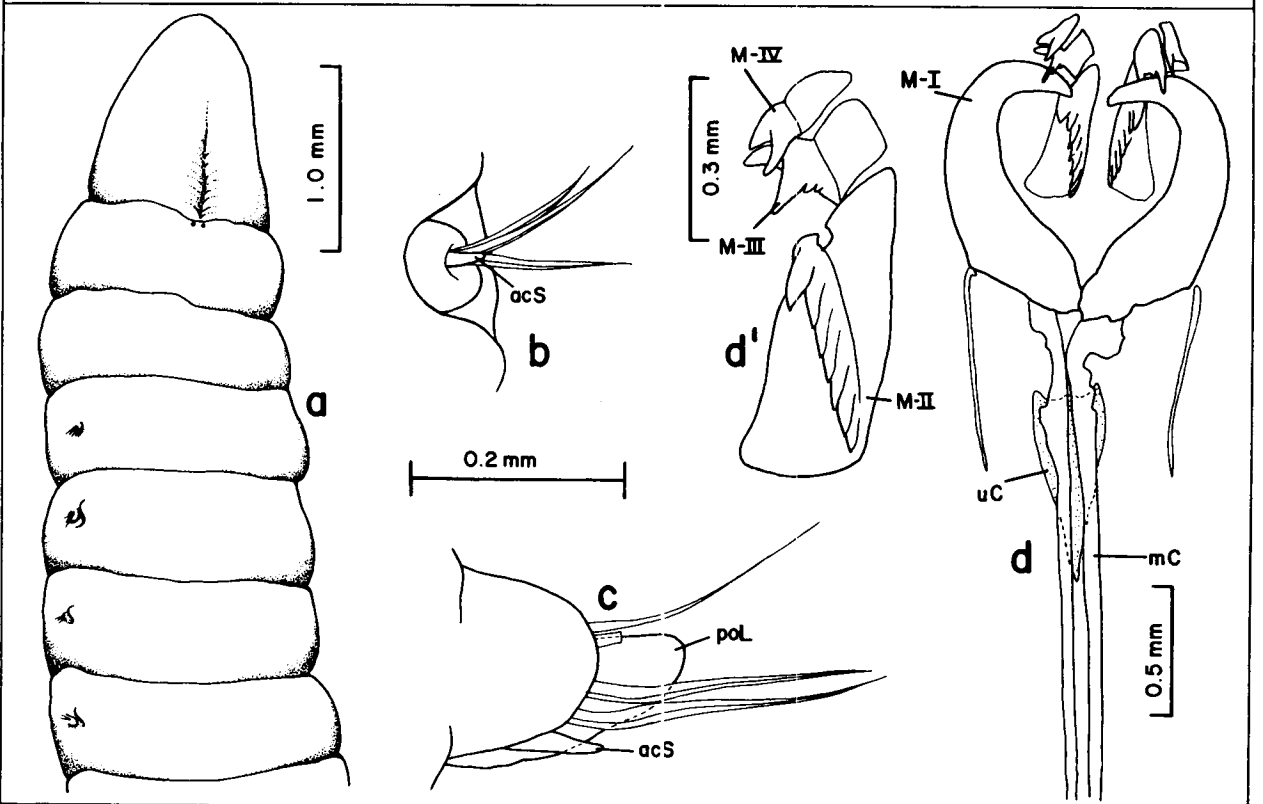 a
1.0 mm
b
acS
0.2 mm
c
poL
acS
d'
0.3 mm
M-IV
M-III
M-II
d
M-I
uC
mC
0.5 mm